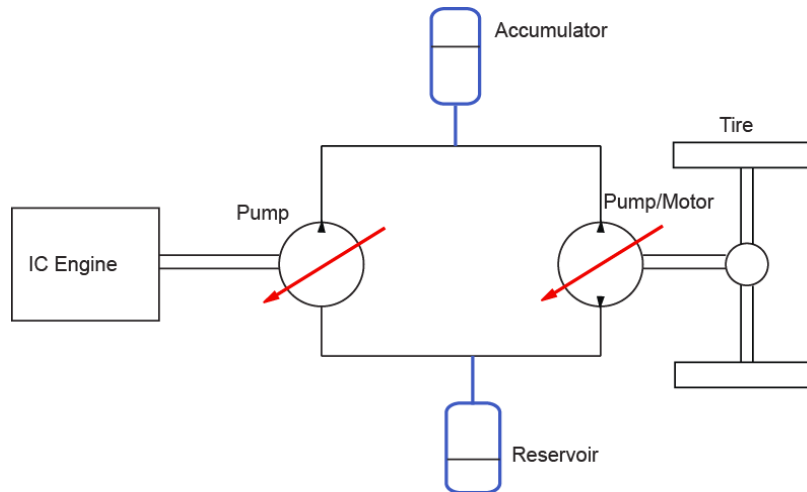 Accumulator
Tire
Pump
Pump/Motor
IC Engine
Reservoir